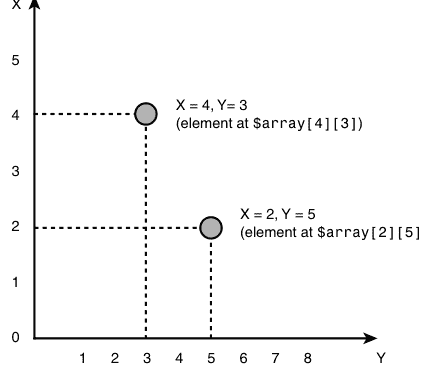 X
5
4
X = 4, Y= 3
(element at $array[4][3])
3
X = 2, Y = 5
2
(element at $array[2][5]
1
0
1 2 3 4 5 6 7 8 Y